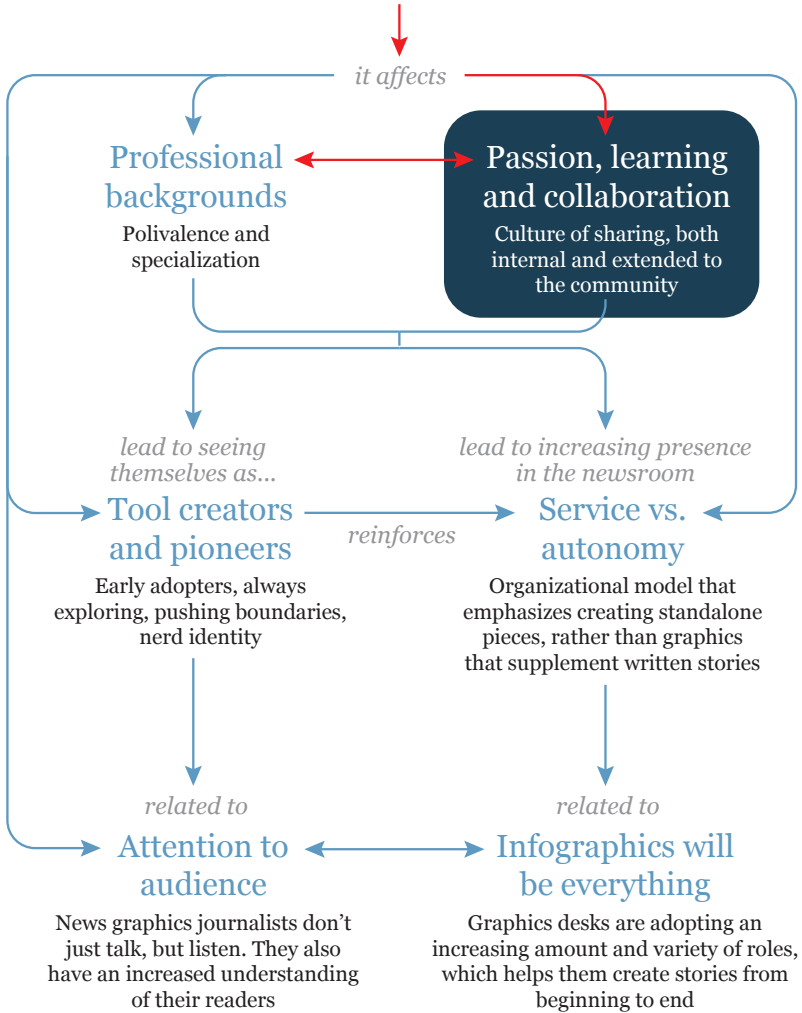 it affects
Professional
backgrounds
Polivalence and
specialization
Passion, learning
and collaboration
Culture of sharing, both
internal and extended to
the community
lead to seeing
themselves as...
Tool creators
and pioneers
Early adopters, always
exploring, pushing boundaries,
nerd identity
reinforces
lead to increasing presence
in the newsroom
Service vs.
autonomy
Organizational model that
emphasizes creating standalone
pieces, rather than graphics
that supplement written stories
related to
Attention to
audience
News graphics journalists don’t
just talk, but listen. They also
have an increased understanding
of their readers
related to
Infographics will
be everything
Graphics desks are adopting an
increasing amount and variety of roles,
which helps them create stories from
beginning to end